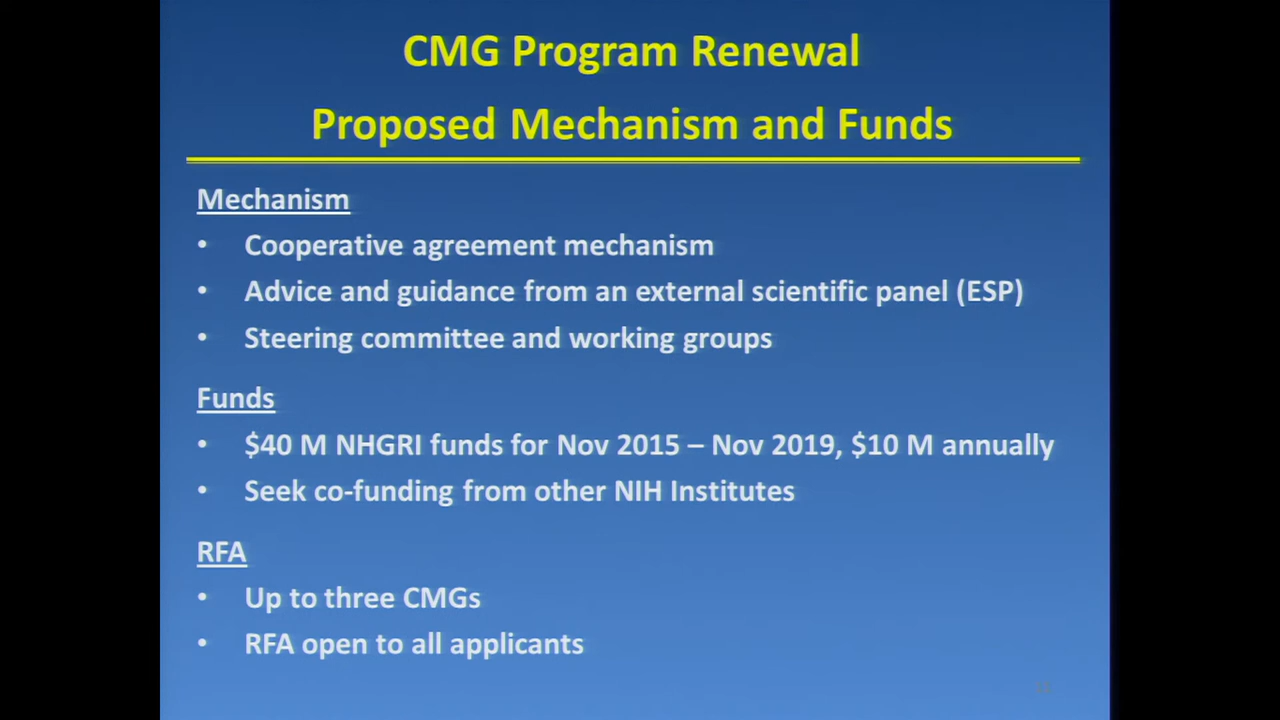 CMG Program Renewal
Proposed Mechanism and Funds
Mechanism
• Cooperative agreement mechanism
• Advice and guidance from an external scientific panel (ESP)
• Steering committee and working groups
Funds
• $40 M NHGRI funds for Nov 2015 – Nov 2019, $10 M annually
• Seek co-funding from other NIH Institutes
RFA
• Up to three CMGs
• RFA open to all applicants